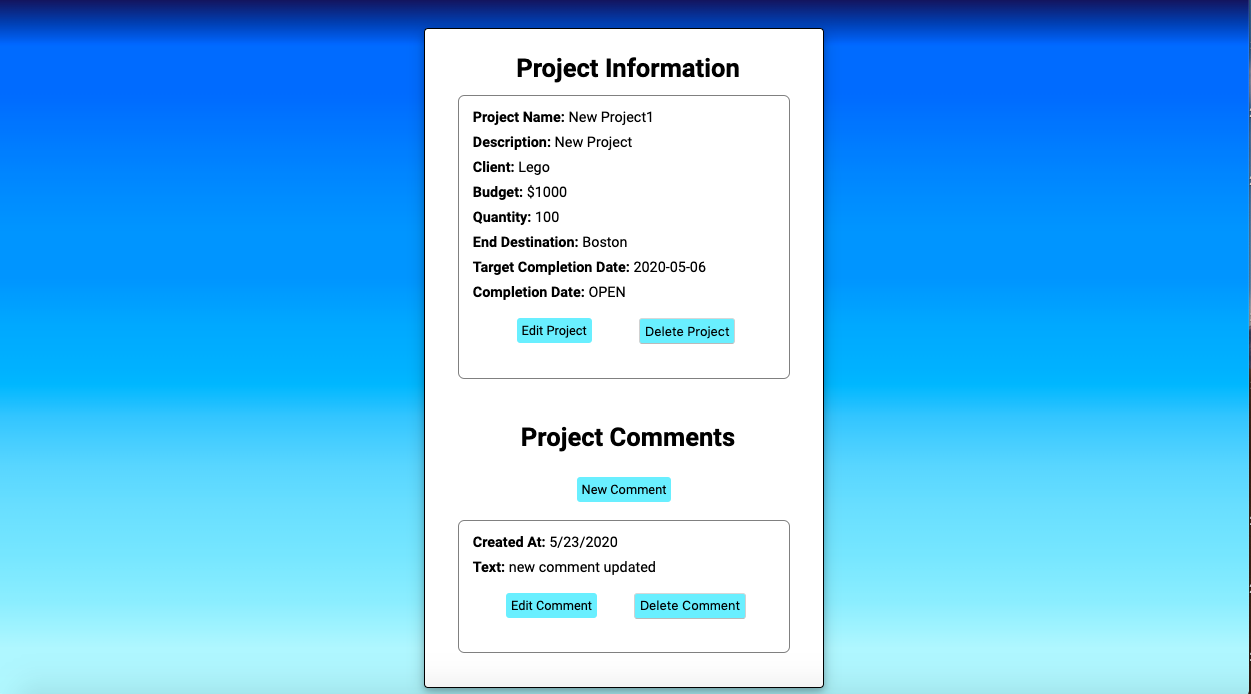 Project Information
Project Name: New Project1
Description: New Project
Client: Lego
Budget: $1000
Quantity: 100
End Destination: Boston
Target Completion Date: 2020-05-06
Completion Date: OPEN
Edit Project Delete Project
Project Comments
New Comment
Created At: 5/23/2020
Text: new comment updated
Edit Comment Delete Comment